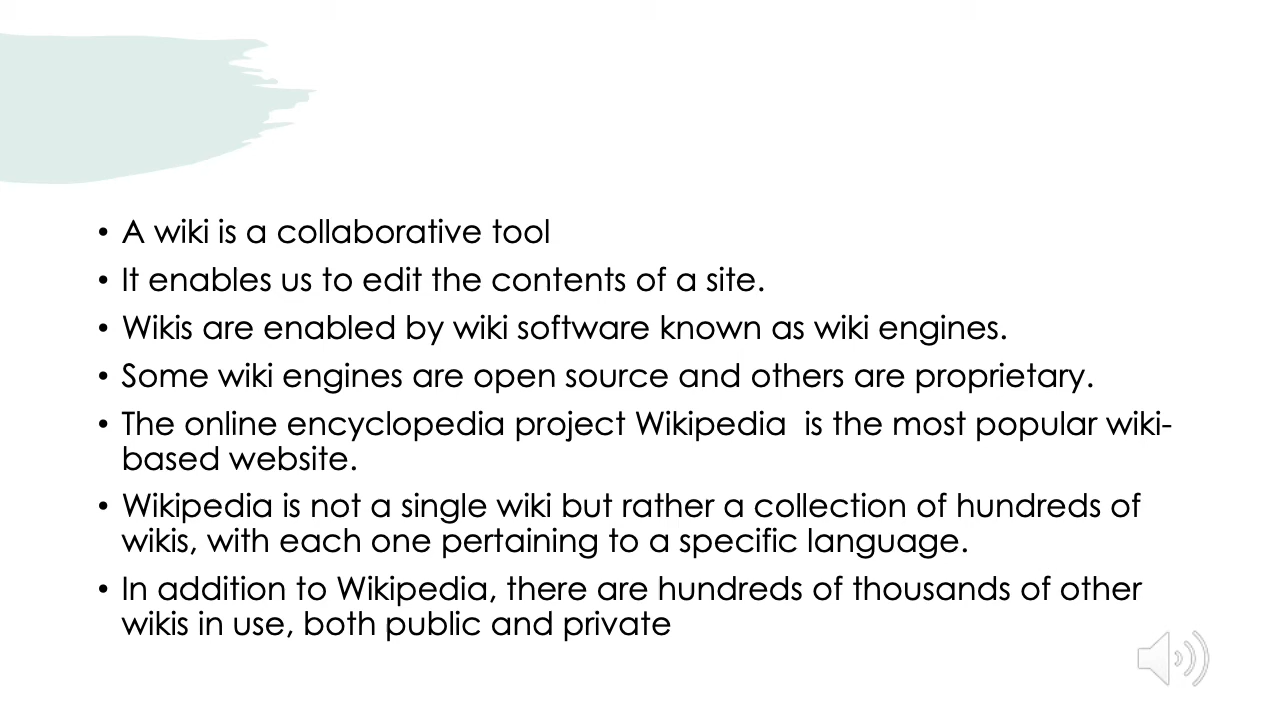 • A wiki is a collaborative tool
• It enables us to edit the contents of a site.
• Wikis are enabled by wiki software known as wiki engines.
• Some wiki engines are open source and others are proprietary.
• The online encyclopedia project Wikipedia  is the most popular wiki-
based website.
• Wikipedia is not a single wiki but rather a collection of hundreds of
wikis, with each one pertaining to a specific language.
• In addition to Wikipedia, there are hundreds of thousands of other
wikis in use, both public and private